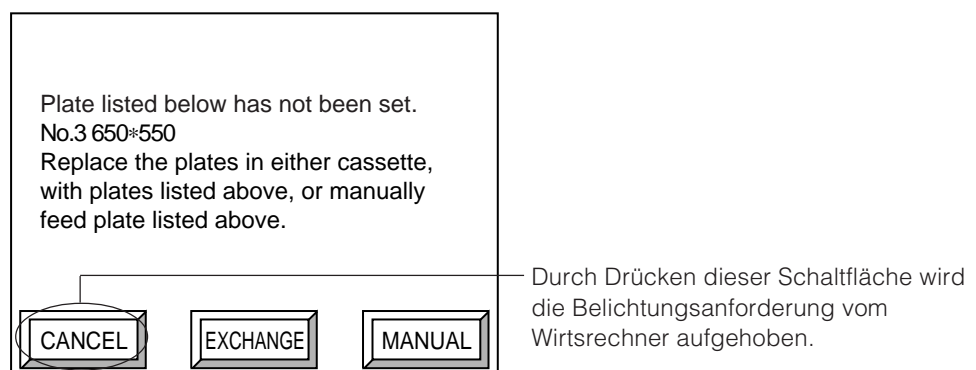 Plate listed below has not been set.
No.3 650*550
Replace the plates in either cassette,
with plates listed above, or manually
feed plate listed above.
Durch Drücken dieser Schaltfläche wird
die Belichtungsanforderung vom
Wirtsrechner aufgehoben.
CANCEL EXCHANGE MANUAL